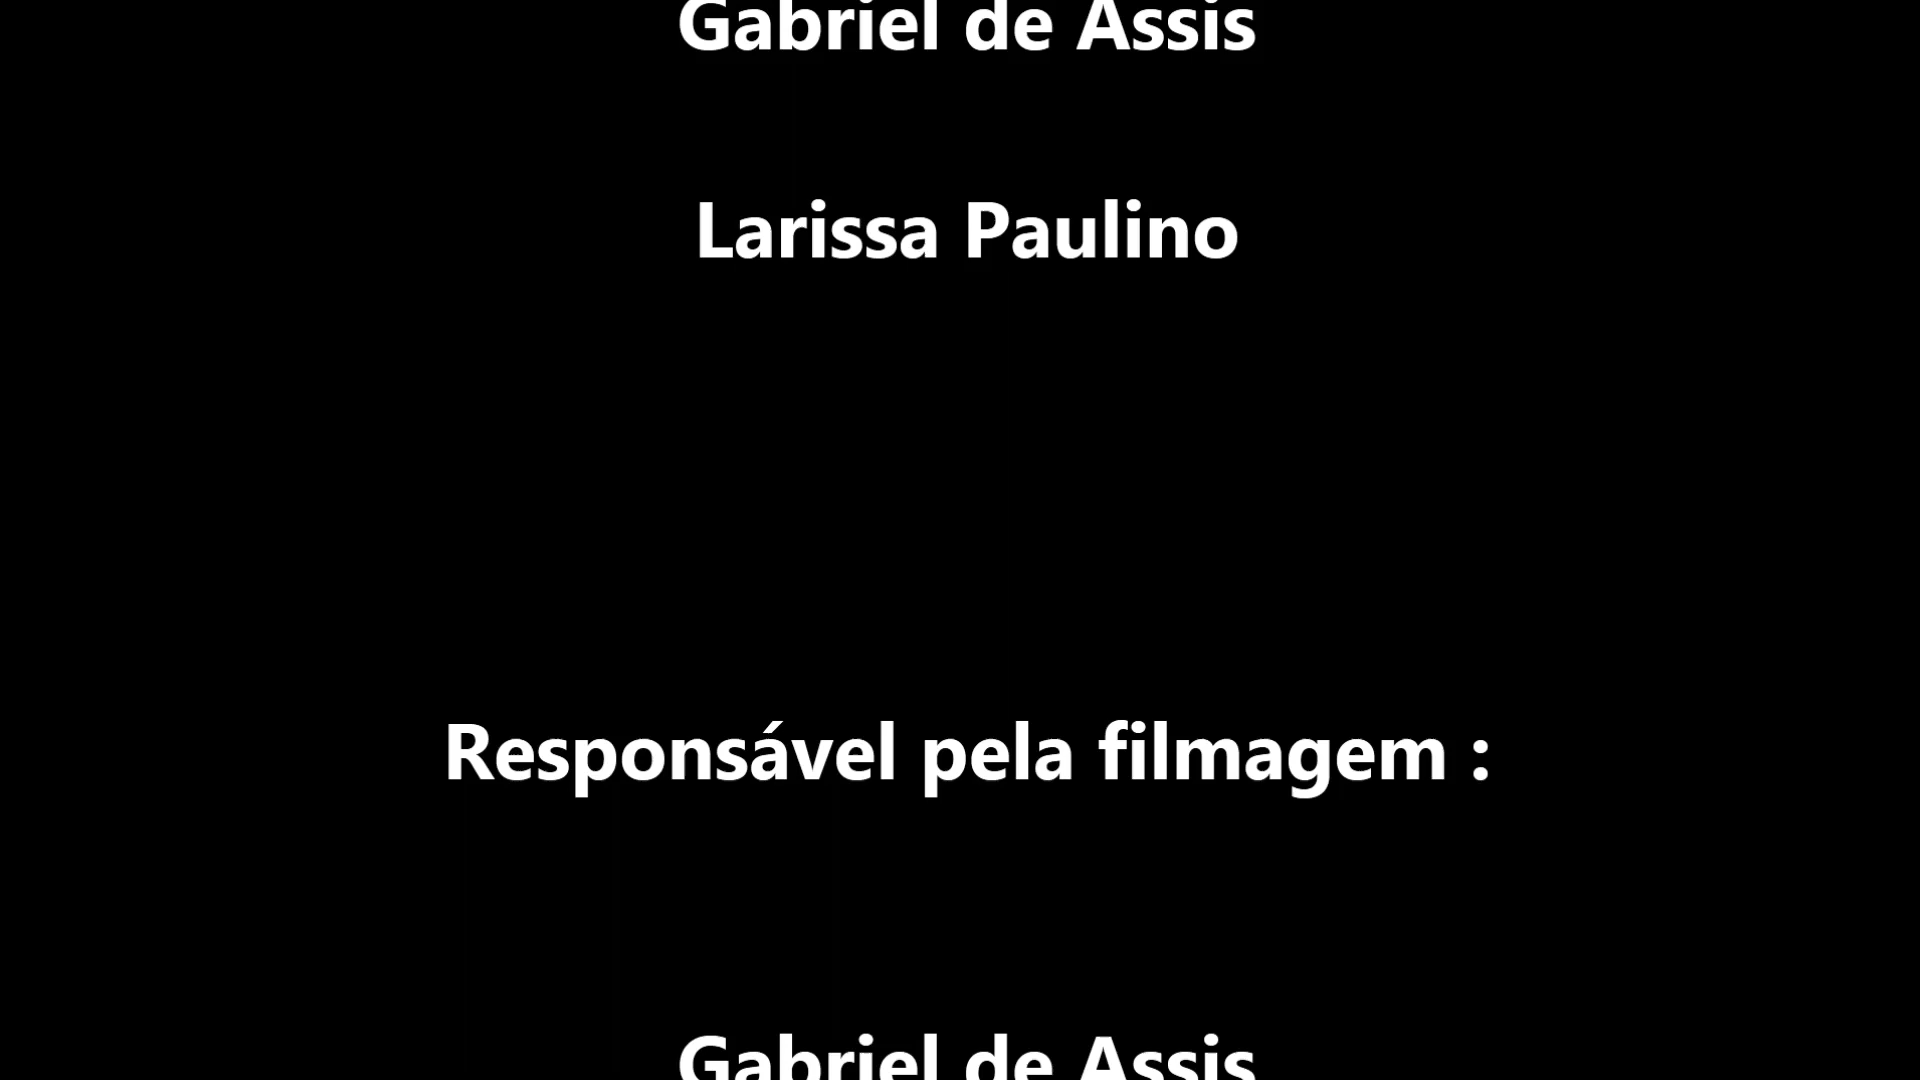 Gabriel de Assis
Larissa Paulino
Responsável pela filmagem :
Gabriel de Assis